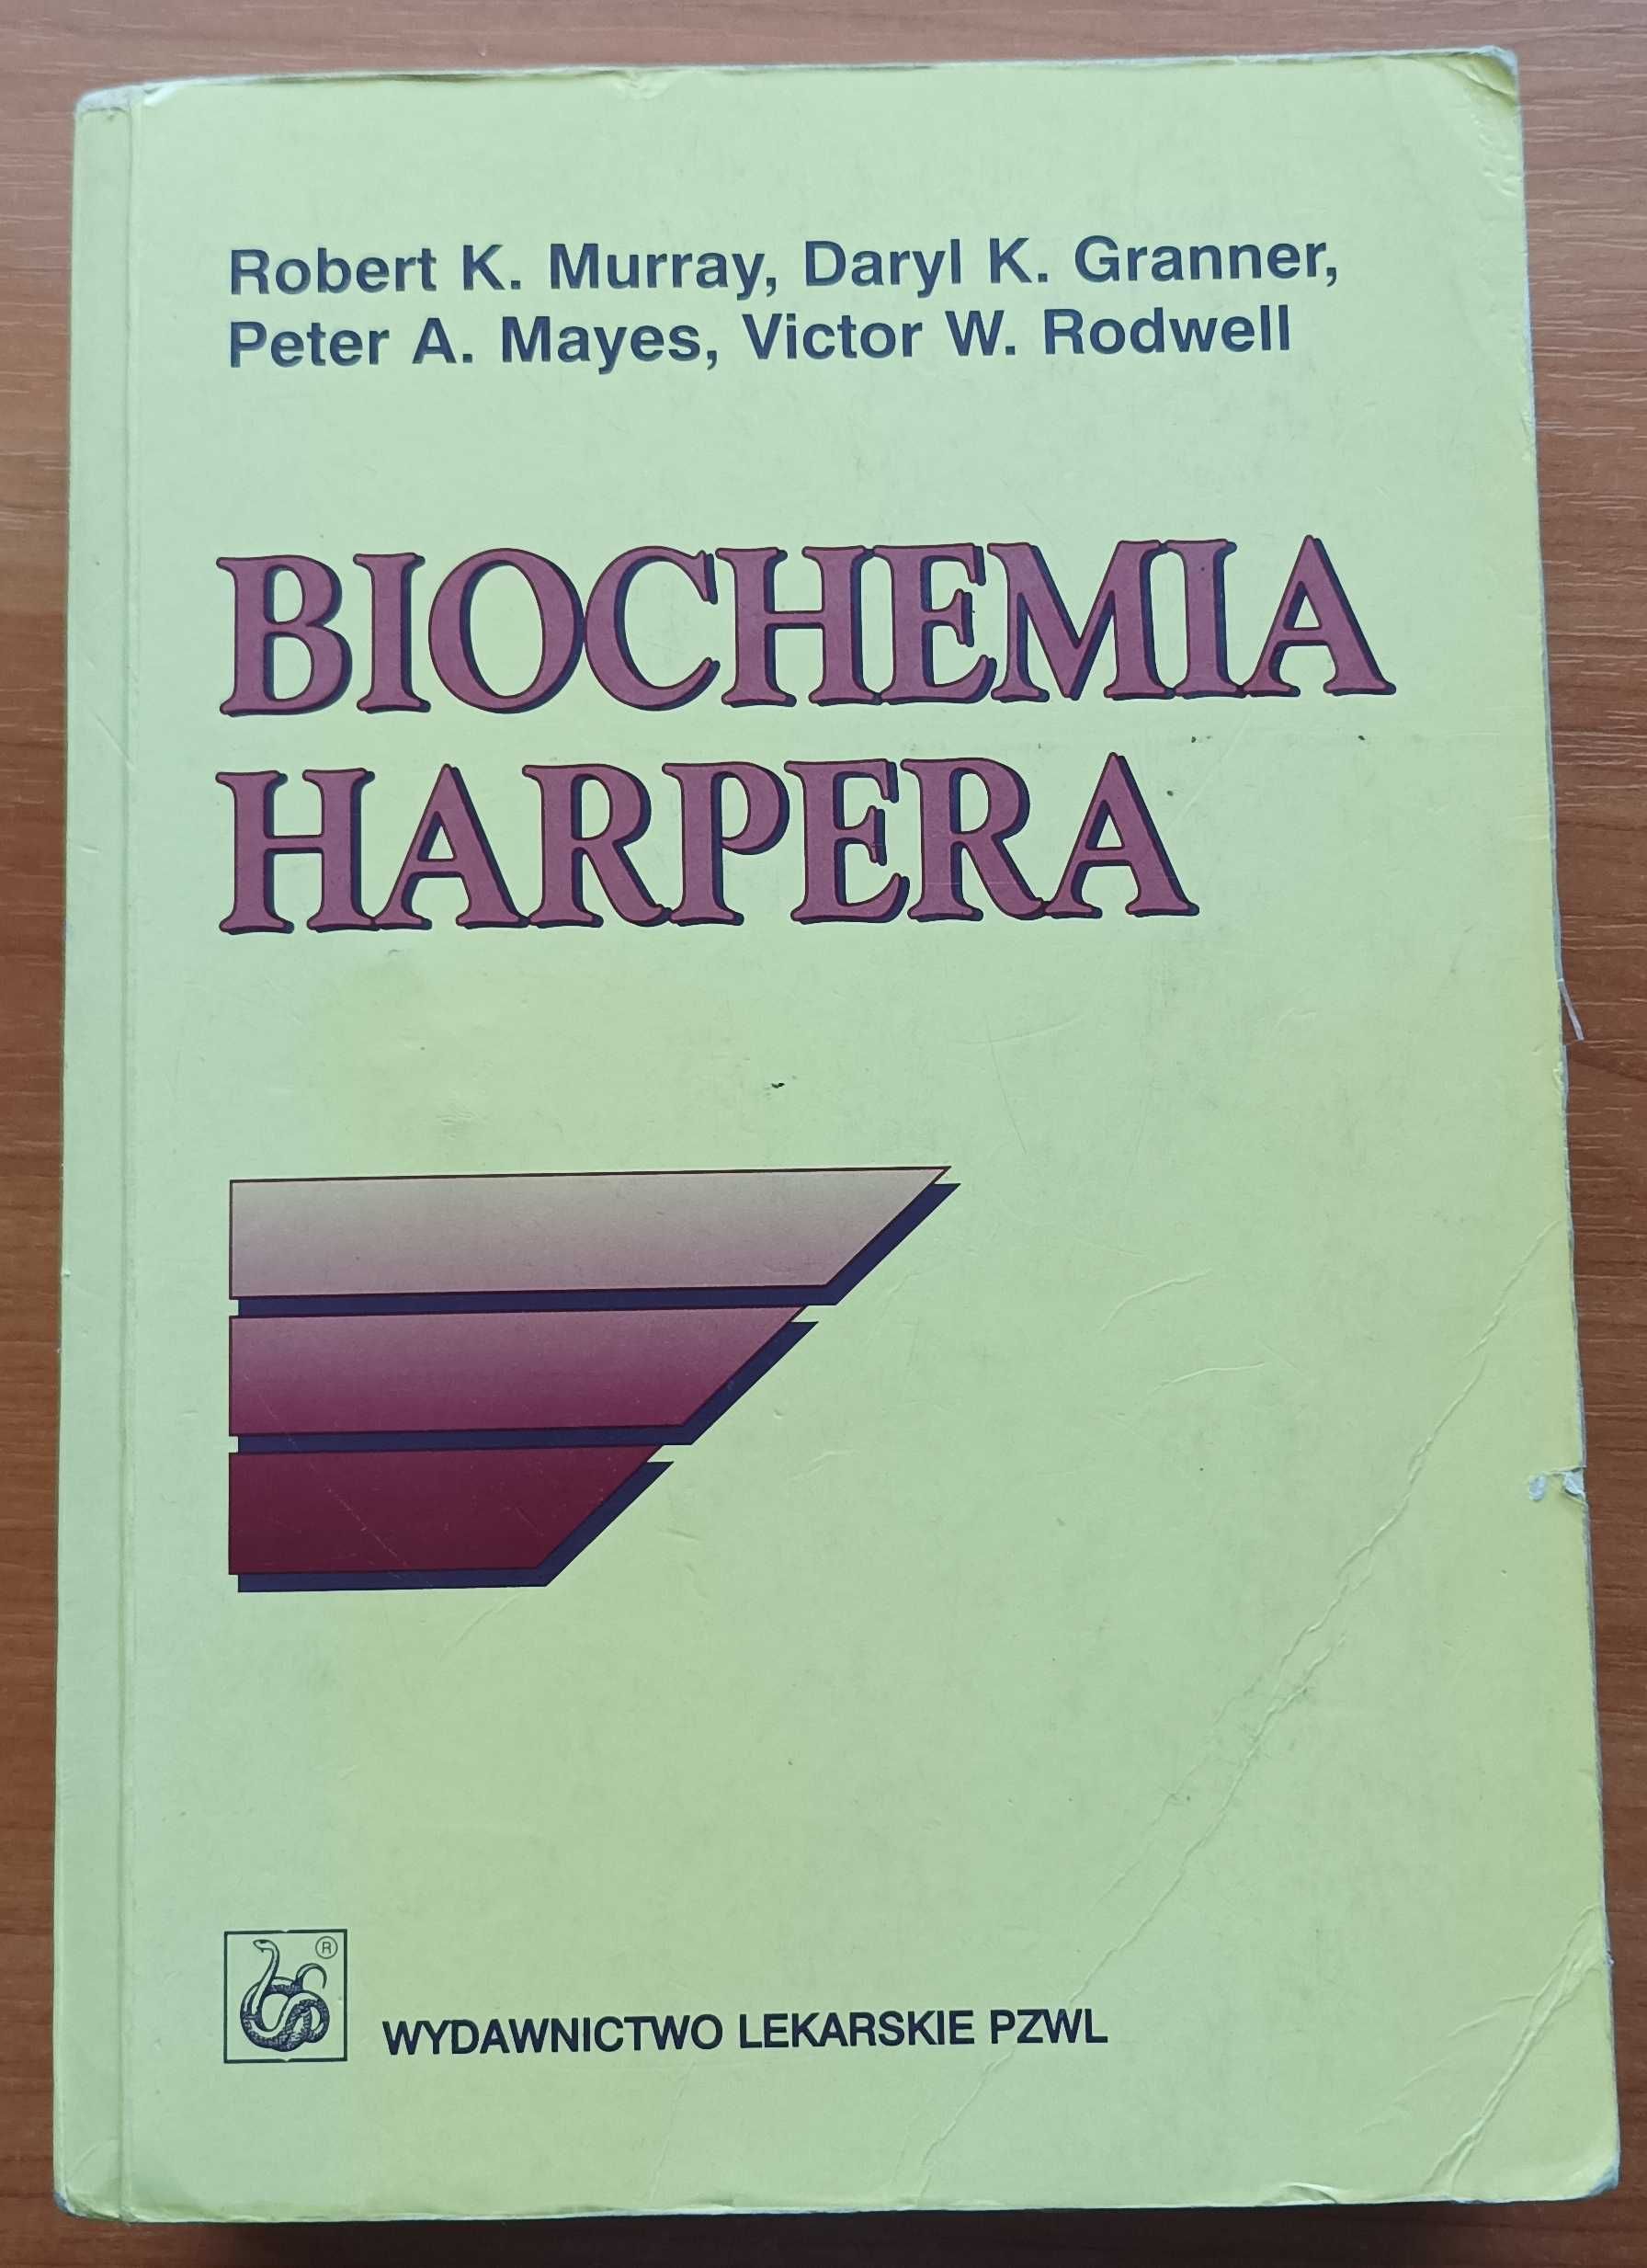 Robert K. Murray, Daryl K. Granner,
Peter A. Mayes, Victor W. Rodwell
BIOCHEMIA
HARPERA
®
WYDAWNICTWO LEKARSKIE PZWL